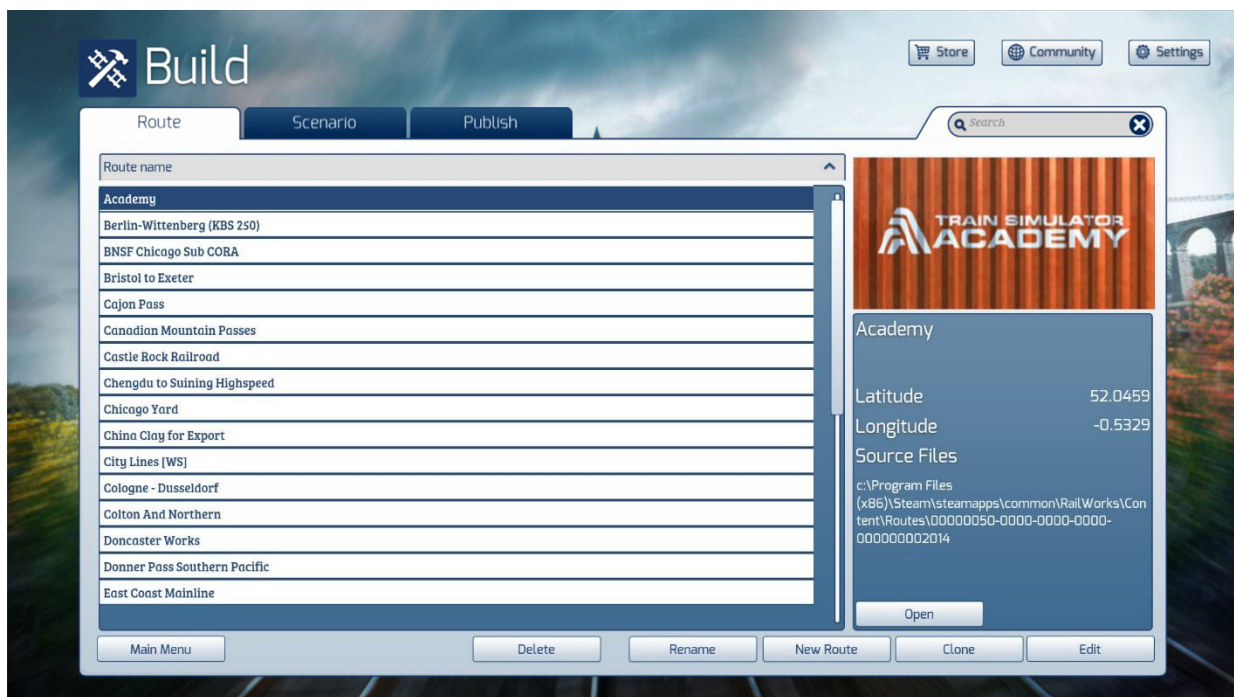 Build
Store
Community
Settings
Route
Scenario
Publish
Search
Route name
Academy
Berlin-Wittenberg (KBS 250)
BNSF Chicago Sub CORA
Bristol to Exeter
Cajon Pass
Canadian Mountain Passes
Castle Rock Railroad
Chengdu to Suining Highspeed
Chicago Yard
China Clay for Export
City Lines [WS]
Cologne - Dusseldorf
Colton And Northern
Doncaster Works
Donner Pass Southern Pacific
East Coast Mainline
TRAIN SIMULATOR
ACADEMY
Academy
Latitude 52.0459
Longitude -0.5329
Source Files
c:\Program Files
(x86)\Steam\steamapps\common\RailWorks\Con
tent\Routes\00000050-0000-0000-0000-
000000002014
Open
Main Menu
Delete
Rename
New Route
Clone
Edit